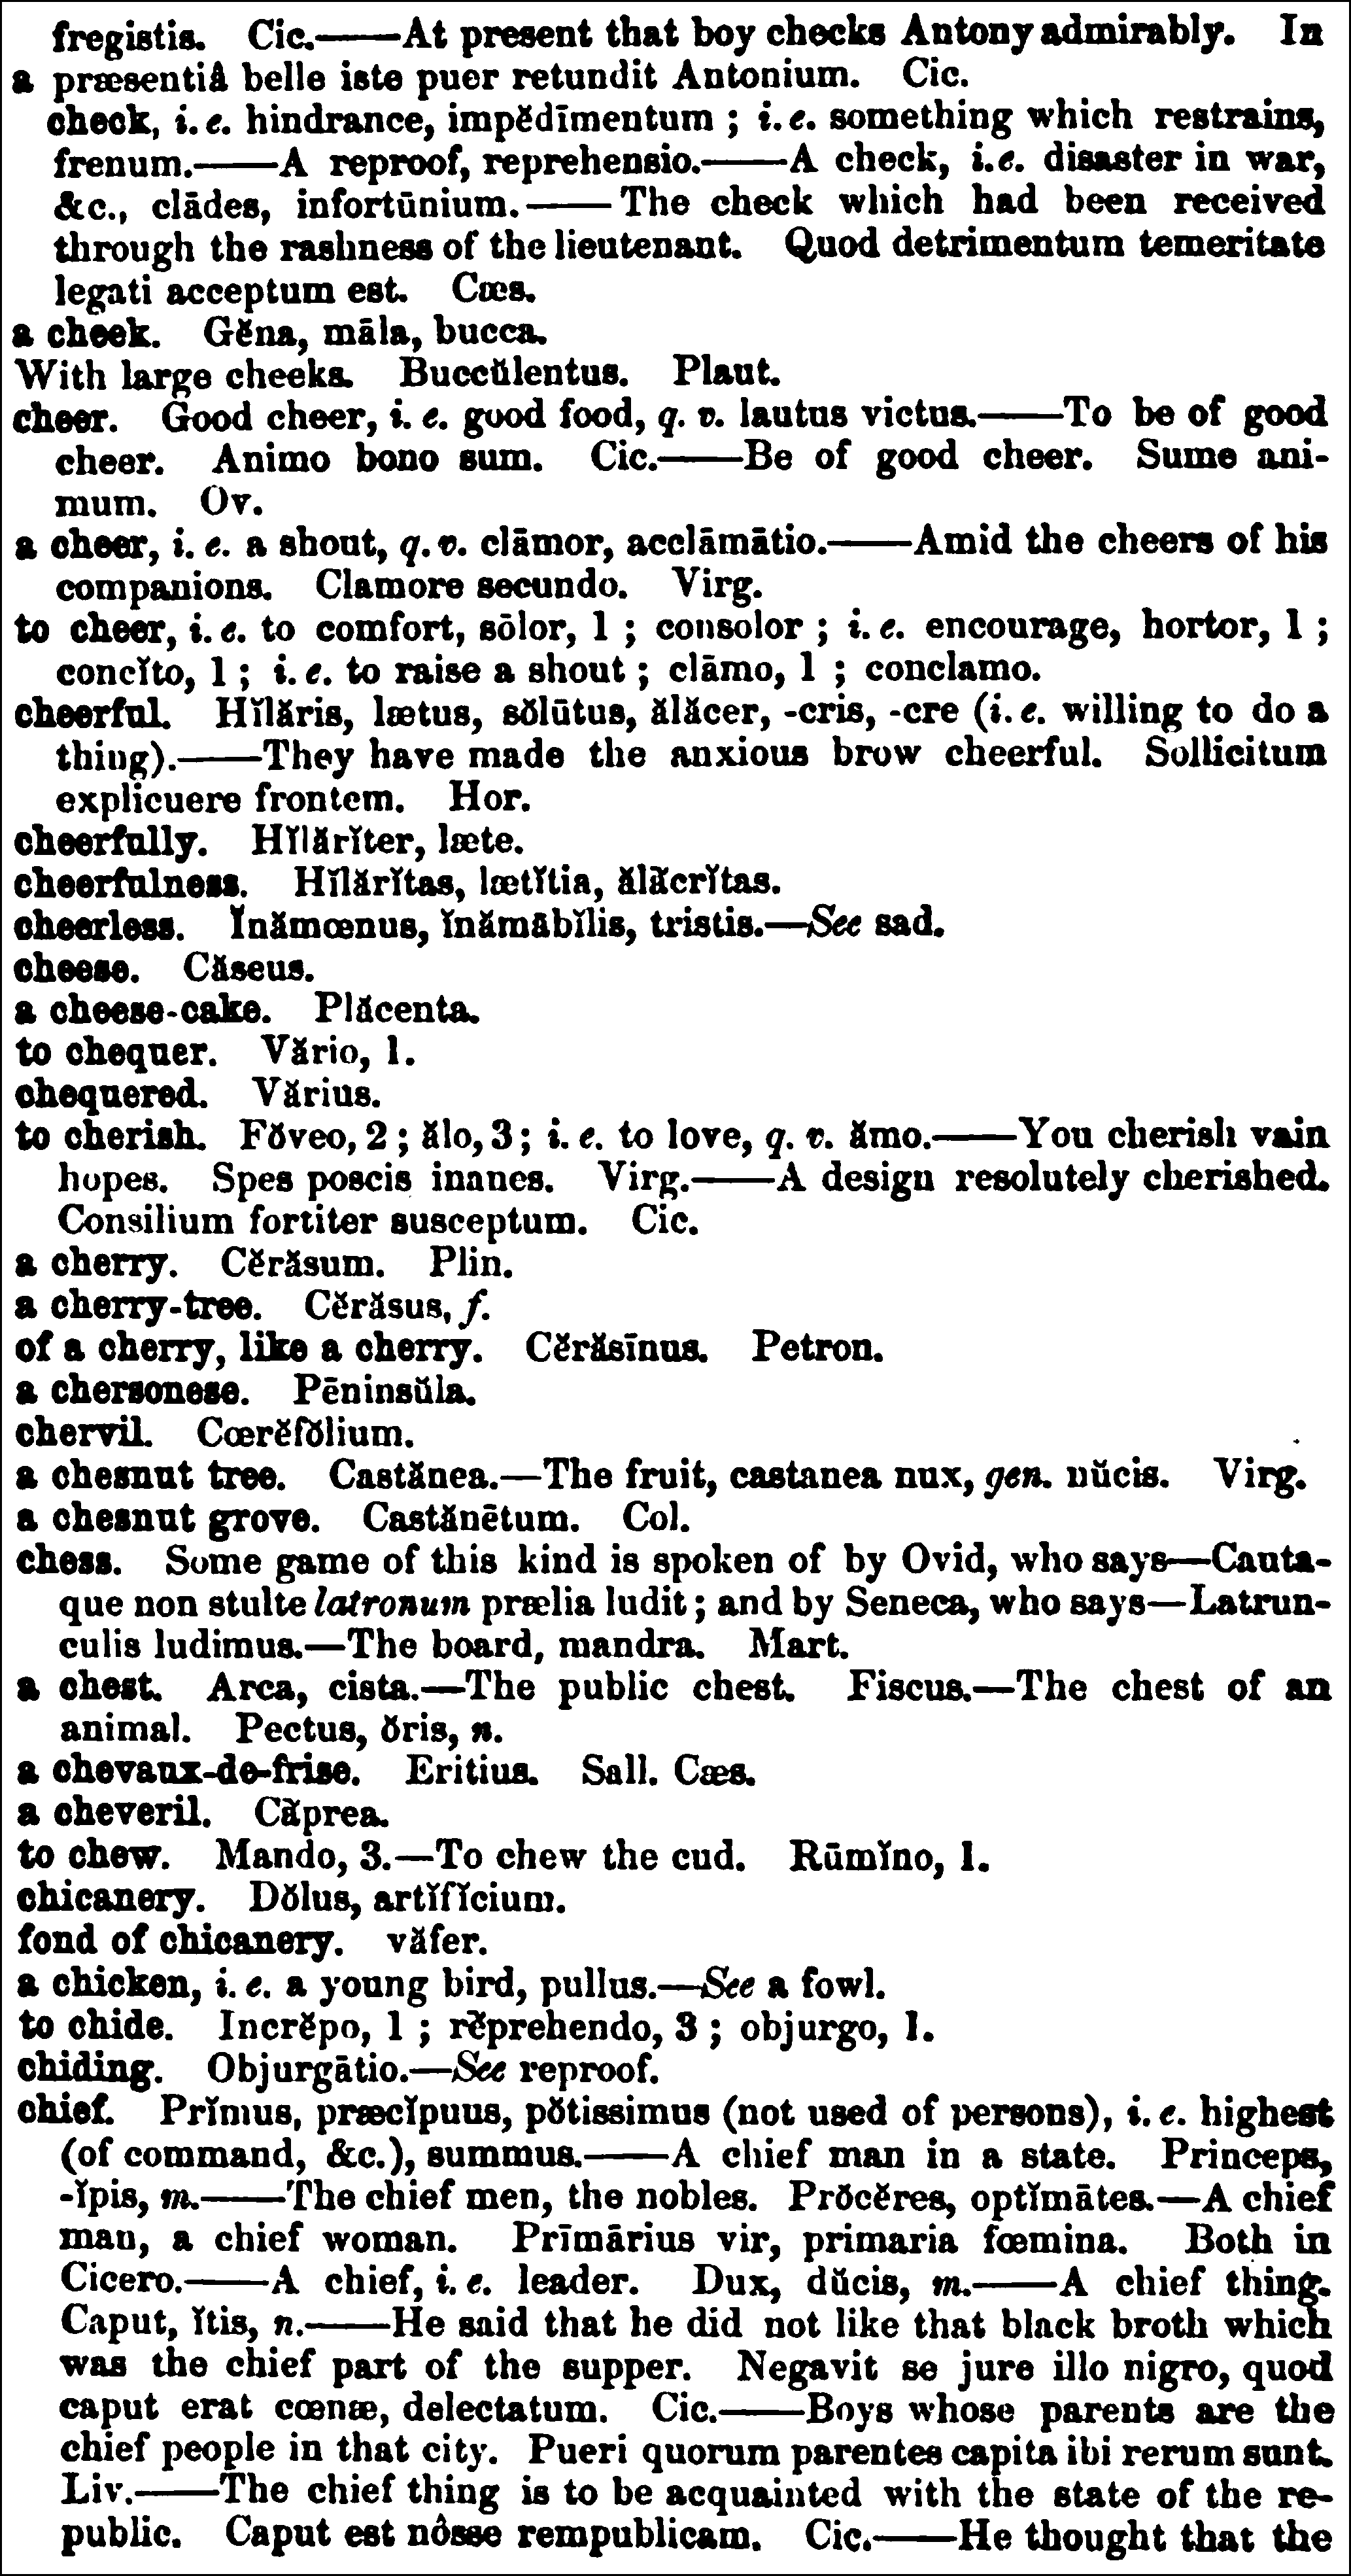 fregistis. Cic.——At present that boy checks Antony admirably. In
præsentiâ belle iste puer retundit Antonium. Cic.
a check, i. e. hindrance, impĕdīmentum ; i. e. something which restrains,
frenum.——A reproof, reprehensio.——A check, i. e. disaster in war,
&c., clādes, infortūnium.——The check which had been received
through the rashness of the lieutenant. Quod detrimentum temeritate
legati acceptum est. Cæs.
a cheek. Gĕna, māla, bucca.
With large cheeks. Buccŭlentus. Plaut.
cheer. Good cheer, i. e. good food, q. v. lautus victus.——To be of good
cheer. Animo bono sum. Cic.——Be of good cheer. Sume ani-
mum. Ov.
a cheer, i. e. a shout, q. v. clāmor, acclāmātio.——Amid the cheers of his
companions. Clamore secundo. Virg.
to cheer, i. e. to comfort, sōlor, 1 ; consolor ; i. e. encourage, hortor, 1 ;
concĭto, 1 ; i. e. to raise a shout ; clāmo, 1 ; conclamo.
cheerful. Hĭlăris, lætus, sŏlūtus, ălăcer, -cris, -cre (i. e. willing to do a
thing).——They have made the anxious brow cheerful. Sollicitum
explicuere frontem. Hor.
cheerfully. Hĭlărĭter, læte.
cheerfulness. Hĭlărĭtas, lætĭtia, ălăcrĭtas.
cheerless. Ĭnămœnus, ĭnămābĭlis, tristis.—See sad.
cheese. Căseus.
a cheese-cake. Plăcenta.
to chequer. Vărio, 1.
chequered. Várius.
to cherish. Fŏveo, 2 ; ălo, 3 ; i. e. to love, q. v. ămo.——You cherish vain
hopes. Spes poscis inanes. Virg.——A design resolutely cherished.
Consilium fortiter susceptum. Cic.
a cherry. Cĕrăsum. Plin.
a cherry-tree. Cĕrăsus, f.
of a cherry, like a cherry. Cĕrăsīnus. Petron.
a chersonese. Pēninsŭla.
chervil. Cœrĕfŏlium.
a chesnut tree. Castănea.—The fruit, castanea nux, gen. nŭcis. Virg.
a chesnut grove. Castănētum. Col.
chess. Some game of this kind is spoken of by Ovid, who says—Cauta-
que non stulte latronum prælia ludit ; and by Seneca, who says—Latrun-
culis ludimus.—The board, mandra. Mart.
a chest. Arca, cista.—The public chest. Fiscus.—The chest of an
animal. Pectus, ŏris, n.
a chevaux-de-frise. Eritius. Sall. Cæs.
a cheveril. Căprea.
to chew. Mando, 3.—To chew the cud. Rūmĭno, 1.
chicanery. Dŏlus, artĭfĭcium.
fond of chicanery. văfer.
a chicken, i. e. a young bird, pullus.—See a fowl.
to chide. Incrĕpo, 1 ; rĕprehendo, 3 ; objurgo, 1.
chiding. Objurgātio.—See reproof.
chief. Prĭmus, præcĭpuus, pŏtissimus (not used of persons), i. e. highest
(of command, &c.), summus.——A chief man in a state. Princeps,
-ĭpis, m.——The chief men, the nobles. Prŏcĕres, optĭmātes.—A chief
man, a chief woman. Prīmārius vir, primaria fœmina. Both in
Cicero.——A chief, i. e. leader. Dux, dŭcis, m.——A chief thing.
Caput, ĭtis, n.——He said that he did not like that black broth which
was the chief part of the supper. Negavit se jure illo nigro, quod
caput erat cœnæ, delectatum. Cic.——Boys whose parents are the
chief people in that city. Pueri quorum parentes capita ibi rerum sunt.
Liv.——The chief thing is to be acquainted with the state of the re-
public. Caput est nôsse rempublicam. Cic.——He thought that the